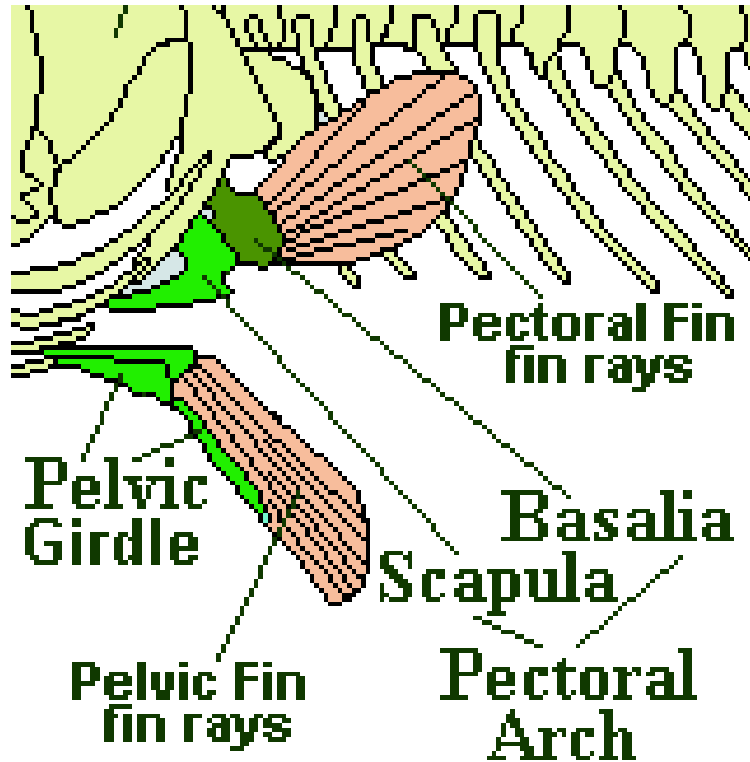 Pectoral Fin
fin rays
Pelvic
Girdle
Basalia
Scapula
Pelvic Fin
fin rays
Pectoral
Arch